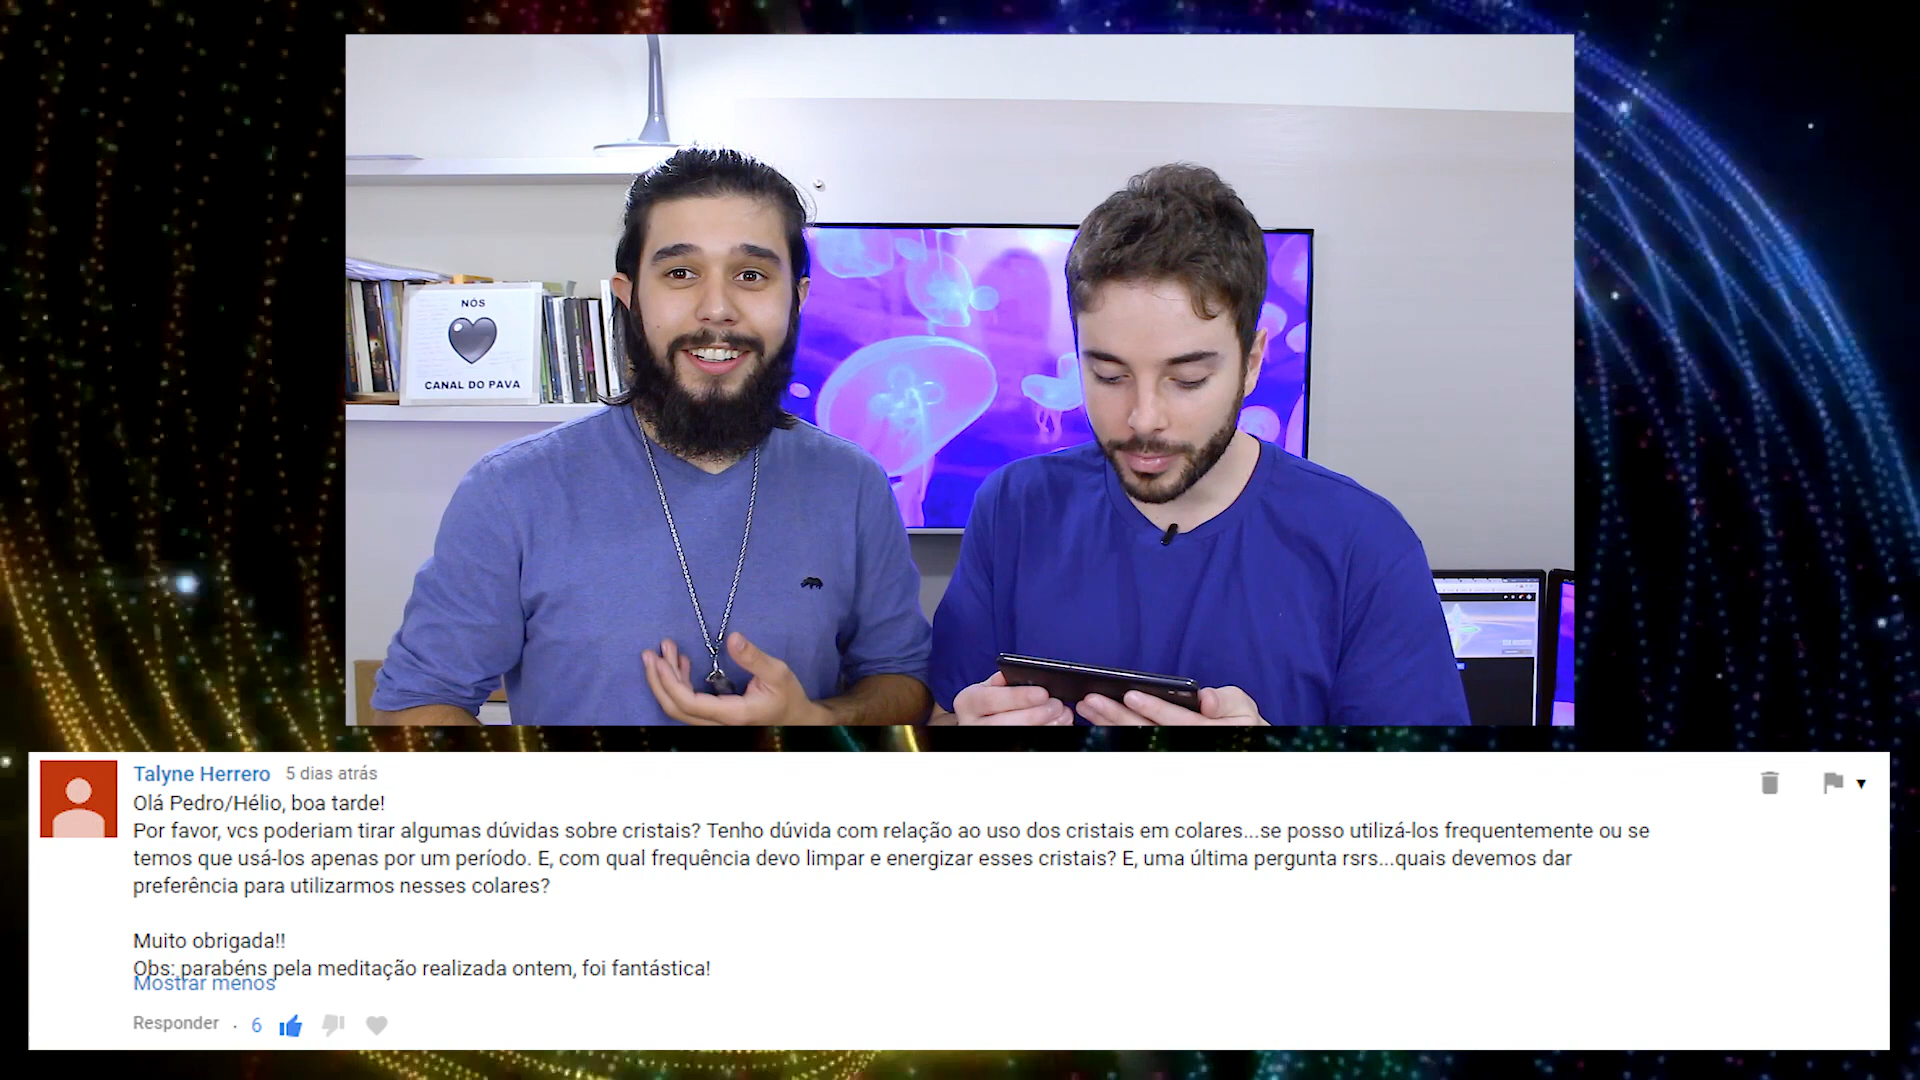 NÓS
CANAL DO PAVA
Talyne Herrero 5 dias atrás
Olá Pedro/Hélio, boa tarde!
Por favor, vcs poderiam tirar algumas dúvidas sobre cristais? Tenho dúvida com relação ao uso dos cristais em colares...se posso utilizá-los frequentemente ou se
temos que usá-los apenas por um período. E, com qual frequência devo limpar e energizar esses cristais? E, uma última pergunta rsrs...quais devemos dar
preferência para utilizarmos nesses colares?
Muito obrigada!!
Obs: parabéns pela meditação realizada ontem, foi fantástica!
Mostrar menos
Responder · 6